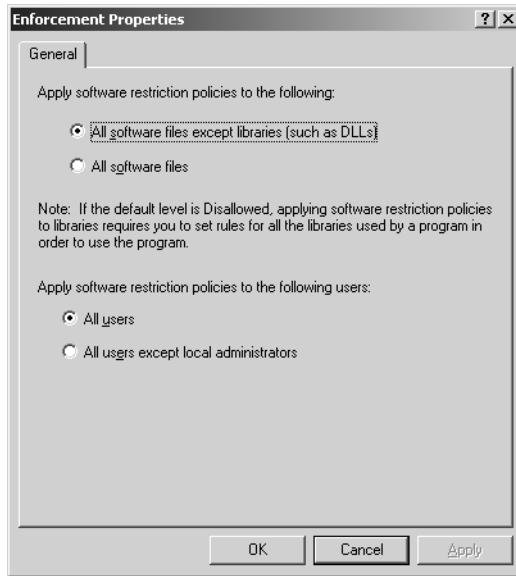 Enforcement Properties
General
Apply software restriction policies to the following:
All software files except libraries (such as DLLs)
All software files
Note: If the default level is Disallowed, applying software restriction policies
to libraries requires you to set rules for all the libraries used by a program in
order to use the program.
Apply software restriction policies to the following users:
All users
All users except local administrators
OK Cancel Apply